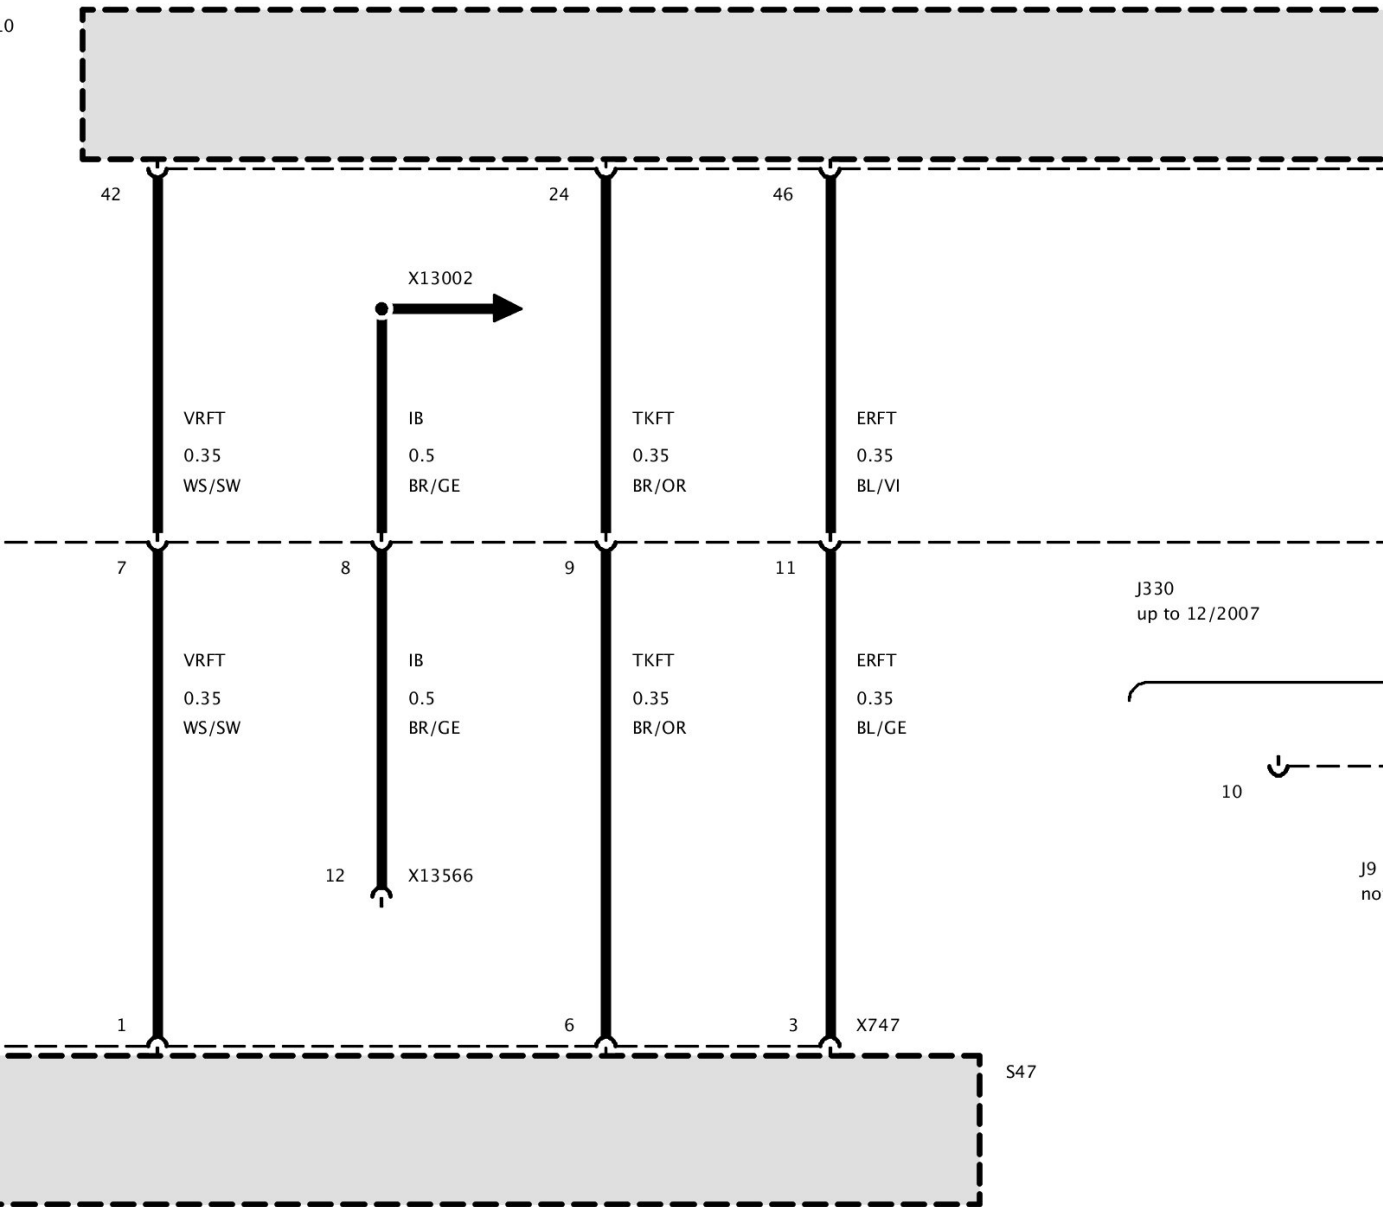 42
24
46
X13002
VRFT
0.35
WS/SW
IB
0.5
BR/GE
TKFT
0.35
BR/OR
ERFT
0.35
BL/VI
7
8
9
11
J330
up to 12/2007
VRFT
0.35
WS/SW
IB
0.5
BR/GE
TKFT
0.35
BR/OR
ERFT
0.35
BL/GE
10
12
X13566
J9
1
6
3
X747
S47